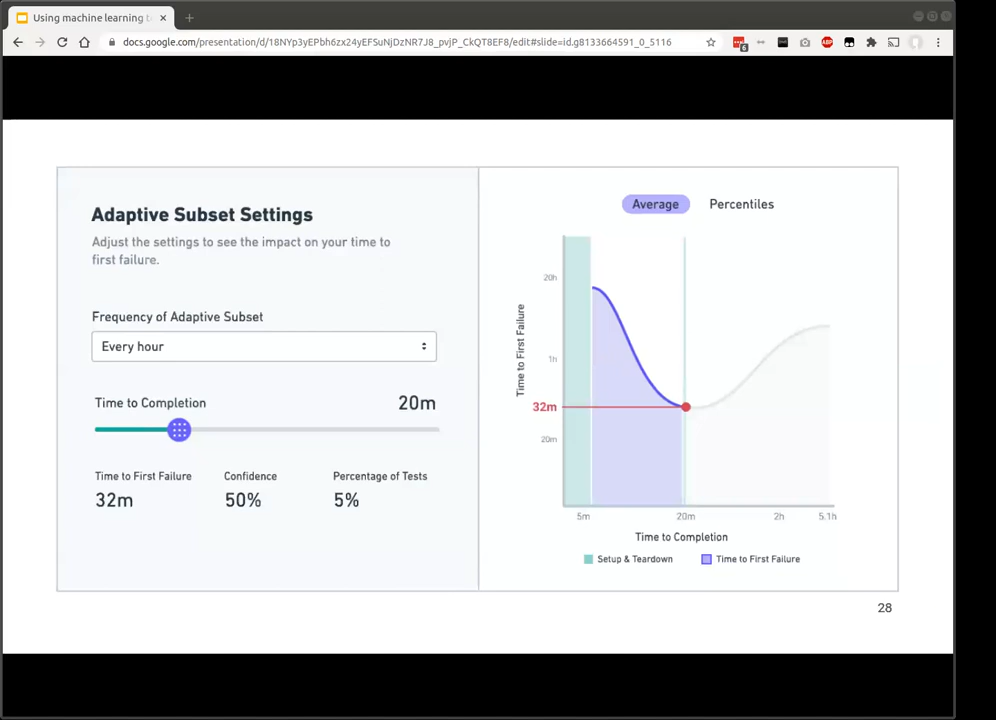 Using machine learning t
docs.google.com/presentation/d/18NYp3yEPbh6zx24yEFSuNjDzNR7J8_pvjP_CkQT8EF8/edit#slide=id.g8133664591_0_5116
6
ABP
Adaptive Subset Settings
Adjust the settings to see the impact on your time to
first failure.
Frequency of Adaptive Subset
Every hour
Time to Completion
20m
Time to First Failure
Confidence
Percentage of Tests
32m
50%
5%
Average
Percentiles
Time to First Failure
20h
1h
32m
20m
5m
20m
2h
5.1h
Time to Completion
Setup & Teardown
Time to First Failure
28